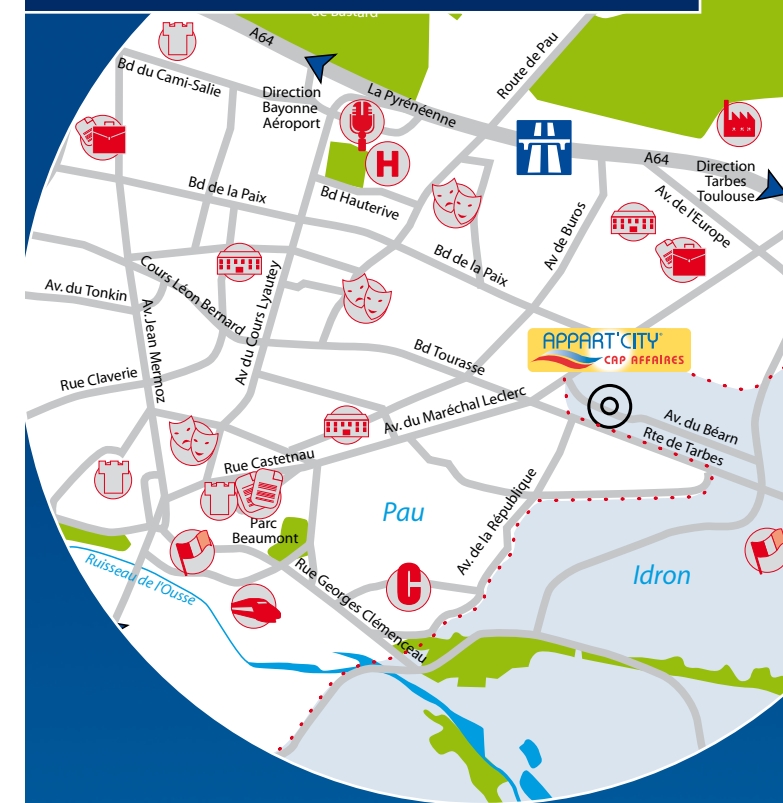 de Bastard
A64
Route de Pau
Bd du Cami-Salie
Direction
Bayonne
Aéroport
La Pyrénéenne
H
A64
Direction
Tarbes
Toulouse
Bd de la Paix
Bd Hauterive
Av. de l'Europe
Av de Buros
Bd de la Paix
Av. du Tonkin
Cours Léon Bernard
Av. Jean Mermoz
Av du Cours Lyautey
Bd Tourasse
APPART'CITY
CAP AFFAIRES
Rue Claverie
Av. du Maréchal Leclerc
Av. du Béarn
Rte de Tarbes
Rue Castetnau
Av. de la République
Pau
Parc
Beaumont
Ruisseau de l'Ousse
Rue Georges Clémenceau
C
Idron